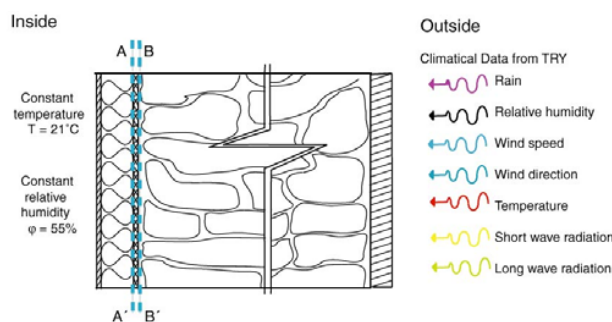 Inside
Outside
A B
Climatical Data from TRY
Rain
Constant
temperature
T = 21˚C
Relative humidity
Wind speed
Wind direction
Constant
relative
humidity
φ = 55%
Temperature
Short wave radiation
Long wave radiation
A´ B´